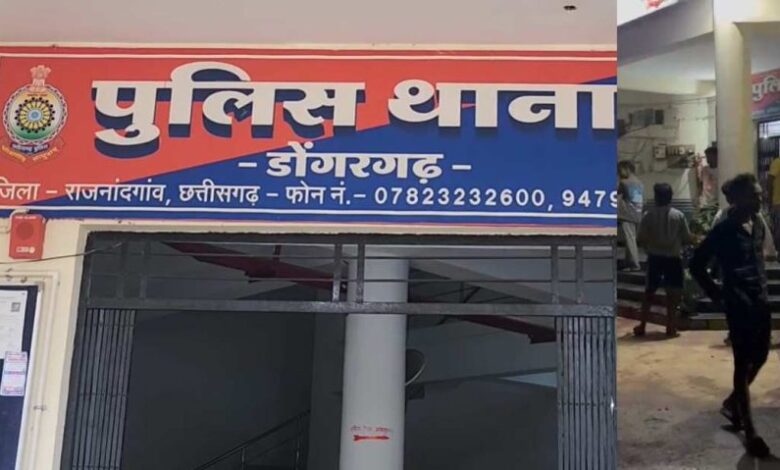 पुलिस थाना
- डोंगरगढ़ -
जिला - राजनांदगांव, छत्तीसगढ़ - फोन नं.- 07823232600, 9479